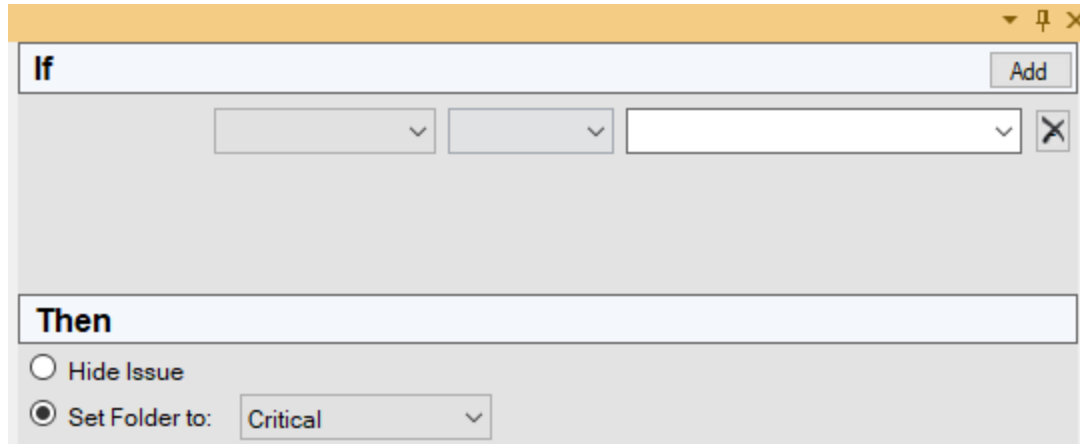 If
Add
Then
Hide Issue
Set Folder to: Critical